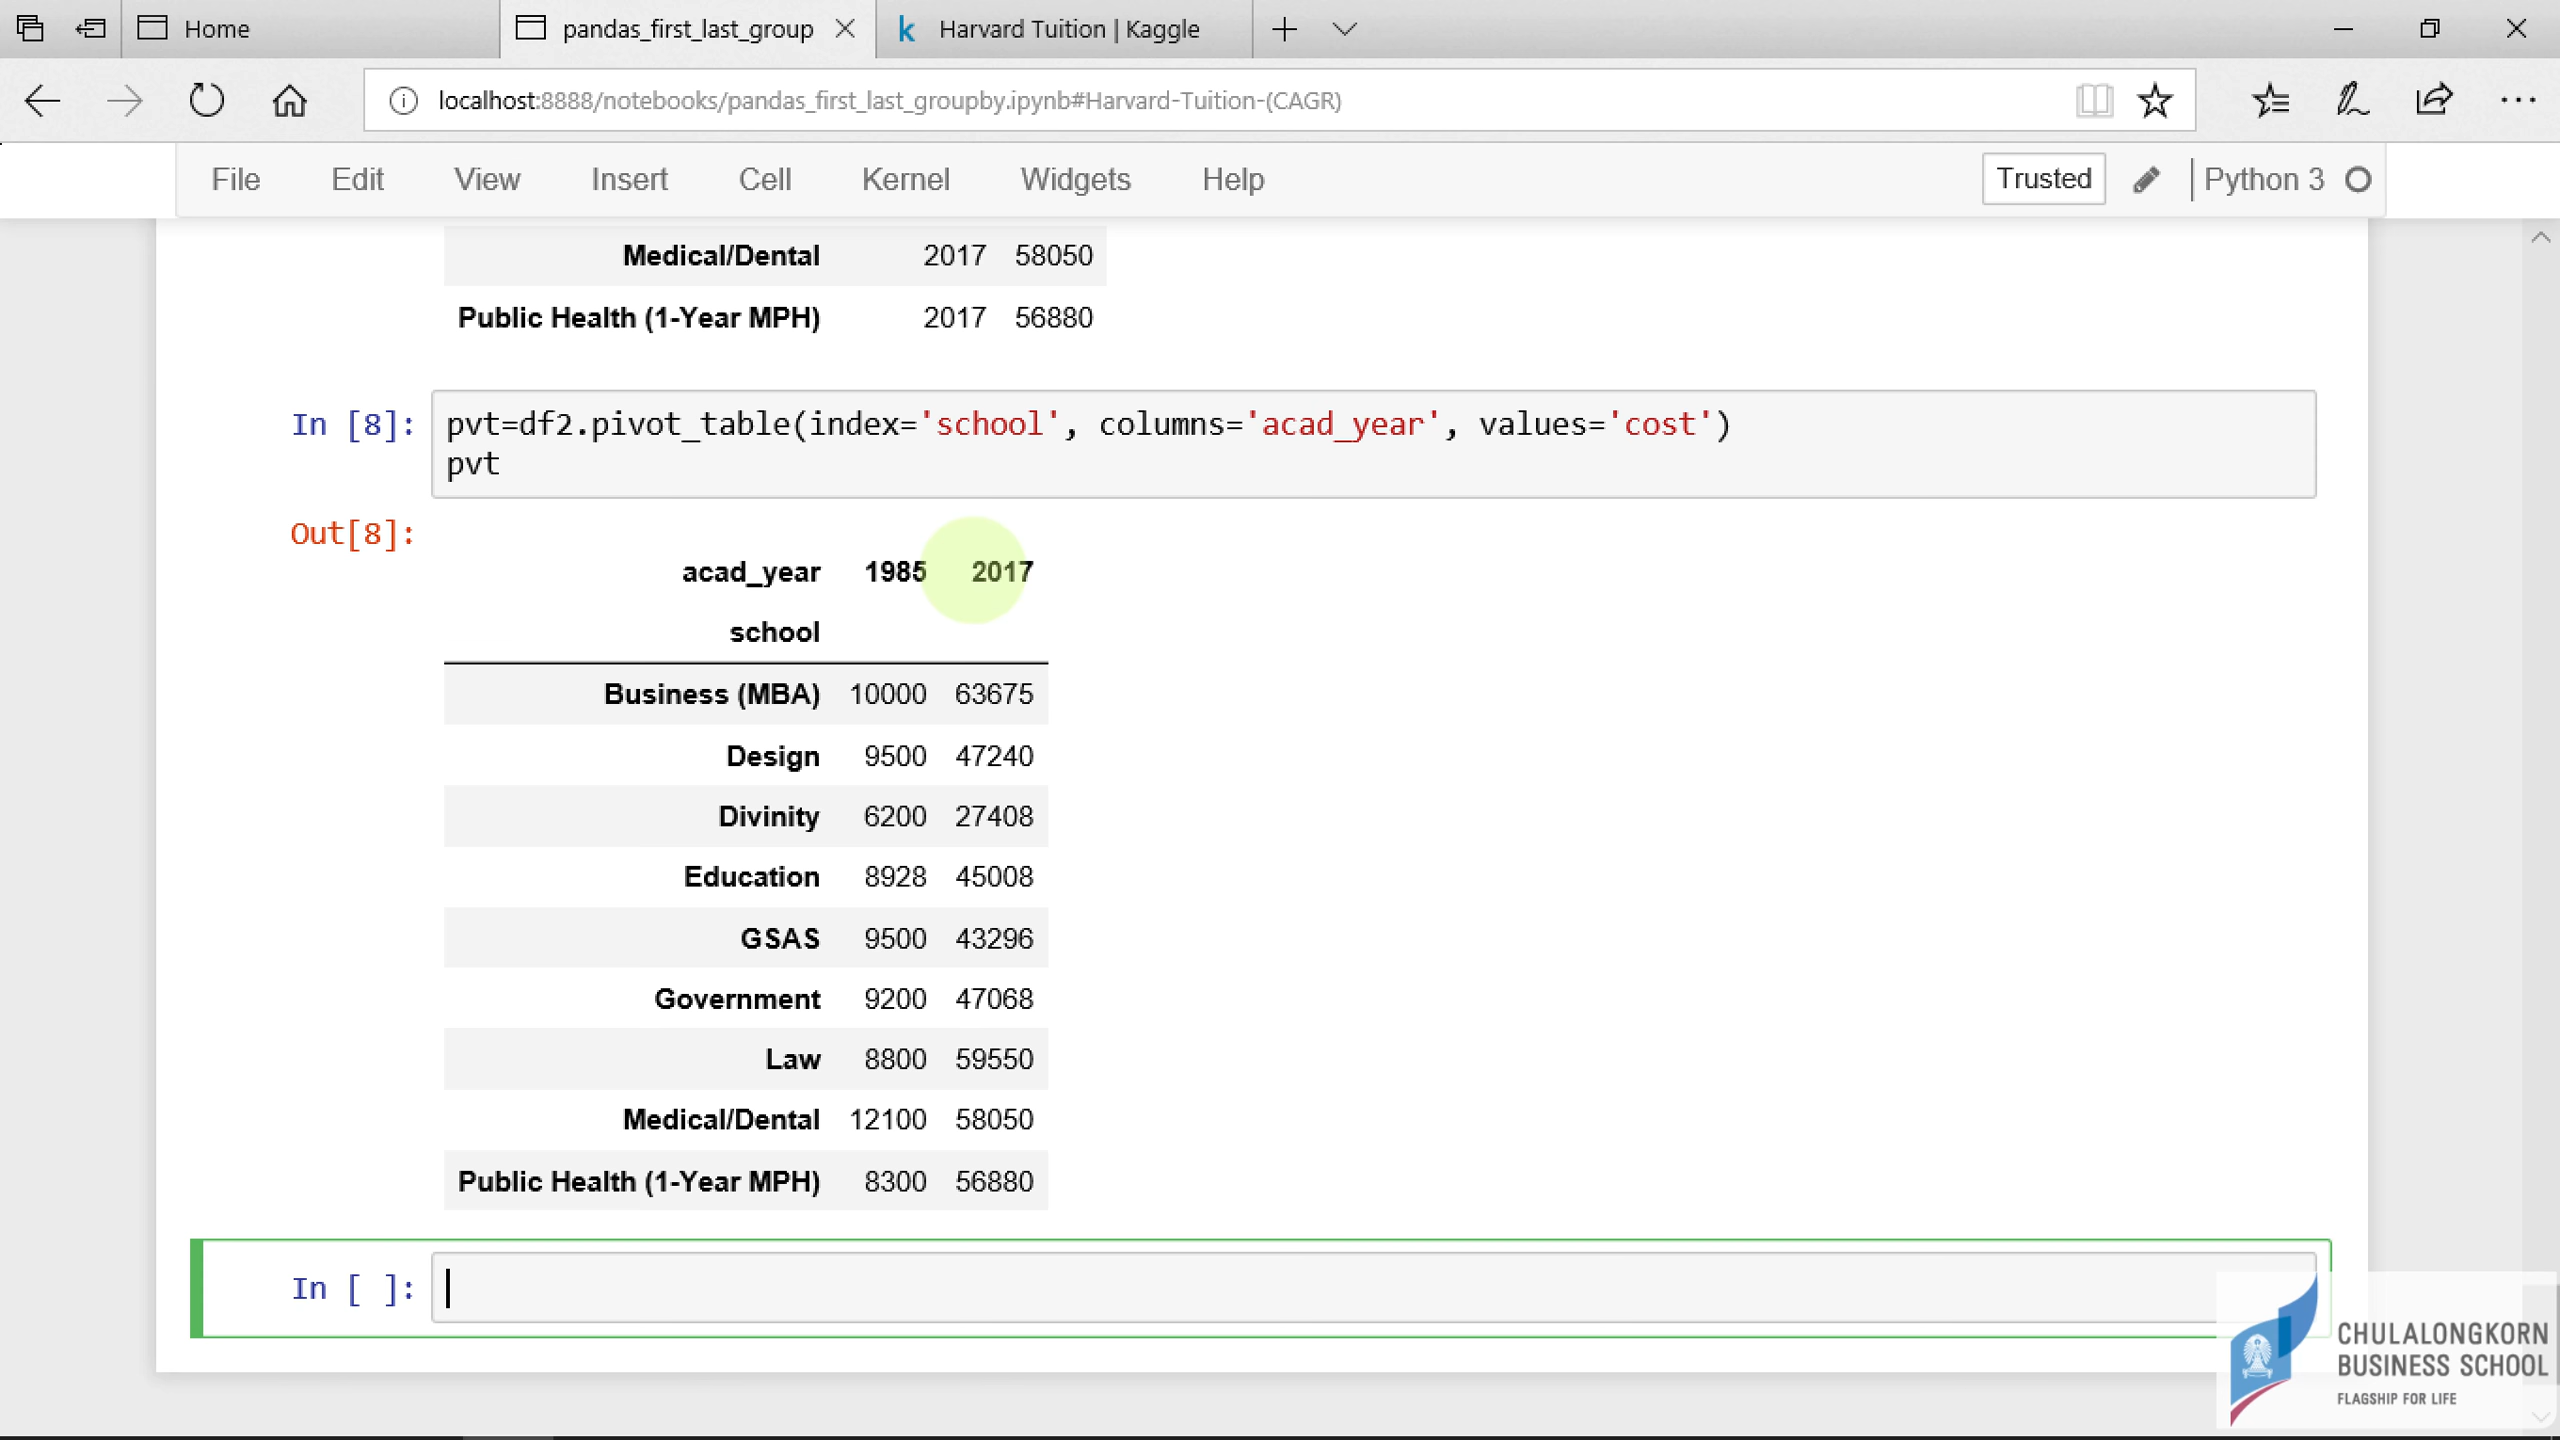 Home
pandas_first_last_group
Harvard Tuition | Kaggle
localhost:8888/notebooks/pandas_first_last_groupby.ipynb#Harvard-Tuition-(CAGR)
File Edit View Insert Cell Kernel Widgets Help Trusted Python 3
Medical/Dental 2017 58050
Public Health (1-Year MPH) 2017 56880
In [8]: pvt=df2.pivot_table(index='school', columns='acad_year', values='cost')
pvt
Out[8]:
acad_year 1985 2017
school
Business (MBA) 10000 63675
Design 9500 47240
Divinity 6200 27408
Education 8928 45008
GSAS 9500 43296
Government 9200 47068
Law 8800 59550
Medical/Dental 12100 58050
Public Health (1-Year MPH) 8300 56880
In [ ]:
CHULALONGKORN
BUSINESS SCHOOL
FLAGSHIP FOR LIFE